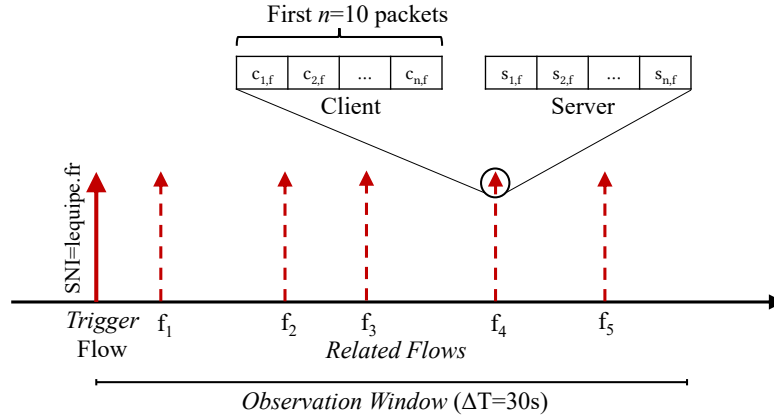 First n=10 packets
c1,f c2,f ... cn,f
s1,f s2,f ... sn,f
Client
Server
SNI=lequipe.fr
Trigger
Flow
f1 f2 f3 f4 f5
Related Flows
Observation Window (ΔT=30s)